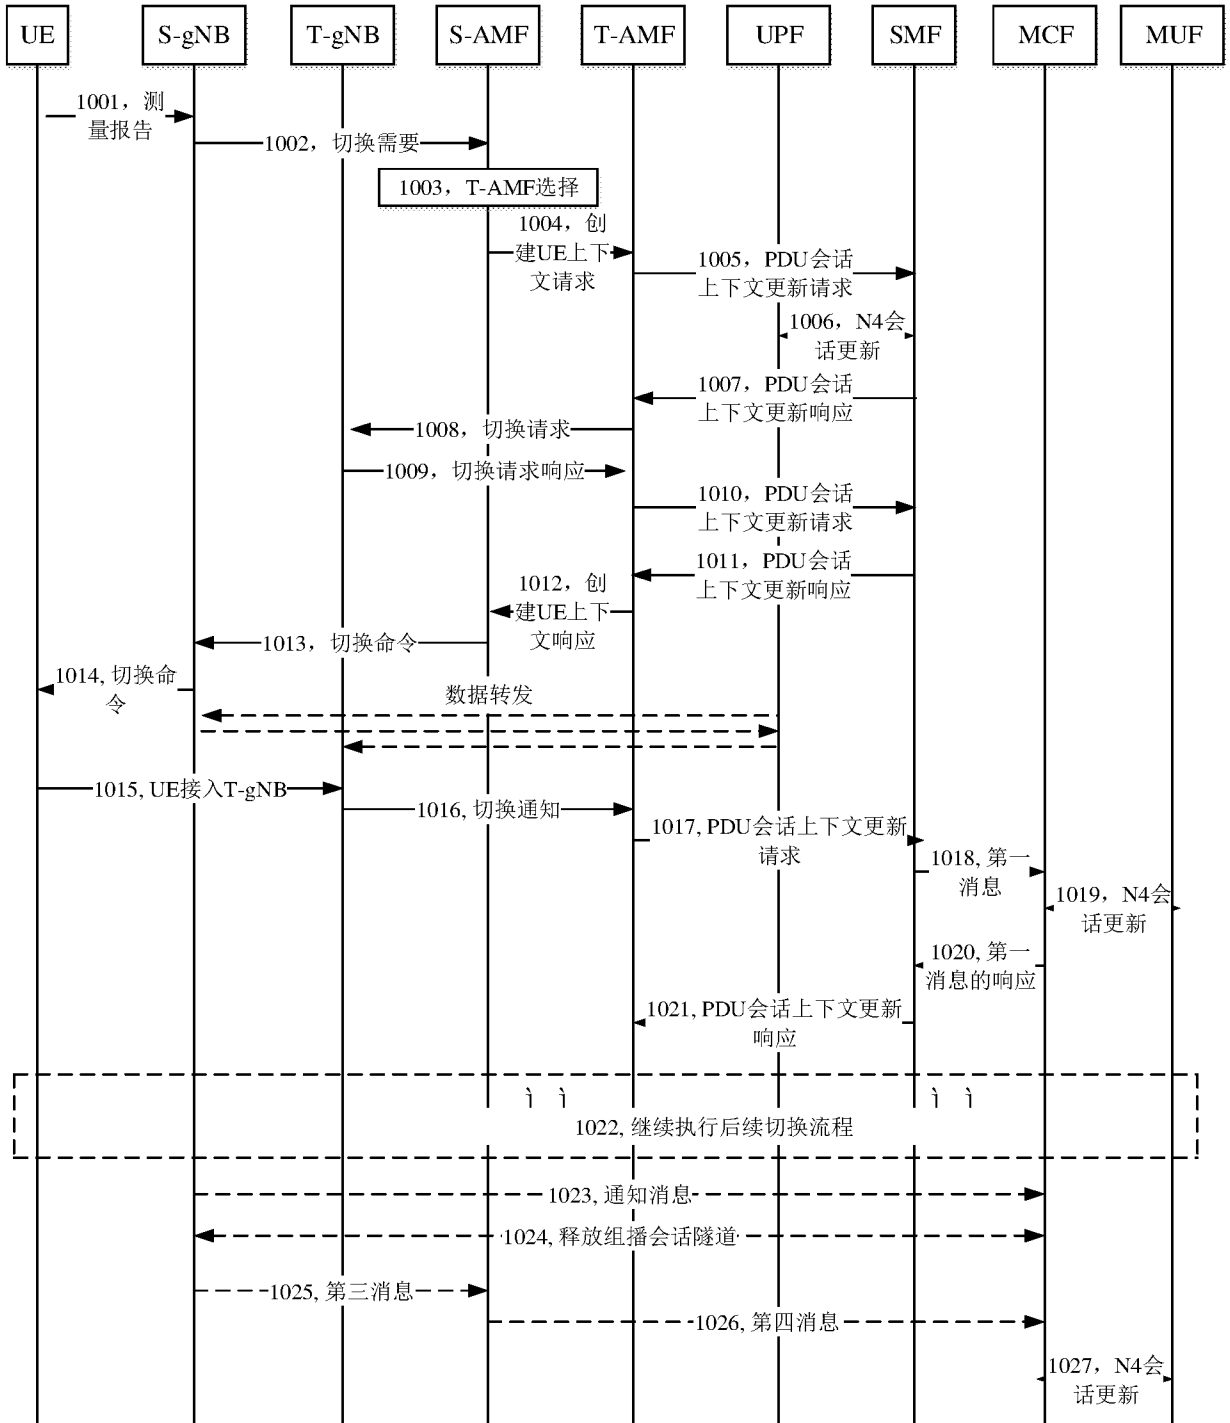 UE
S-gNB
T-gNB
S-AMF
T-AMF
UPF
SMF
MCF
MUF
1001，测
量报告
1002，切换需要
1003，T-AMF选择
1004，创
建UE上下
文请求
1005，PDU会话
上下文更新请求
1006，N4会
话更新
1007，PDU会话
上下文更新响应
1008，切换请求
1009，切换请求响应
1010，PDU会话
上下文更新请求
1011，PDU会话
上下文更新响应
1012，创
建UE上下
文响应
1013，切换命令
1014, 切换命
令
数据转发
1015, UE接入T-gNB
1016, 切换通知
1017, PDU会话上下文更新
请求
1018, 第一
消息
1019，N4会
话更新
1020, 第一
消息的响应
1021, PDU会话上下文更新
响应
ì ì
ì ì
1022, 继续执行后续切换流程
1023, 通知消息
1024, 释放组播会话隧道
1025, 第三消息
1026, 第四消息
1027，N4会
话更新